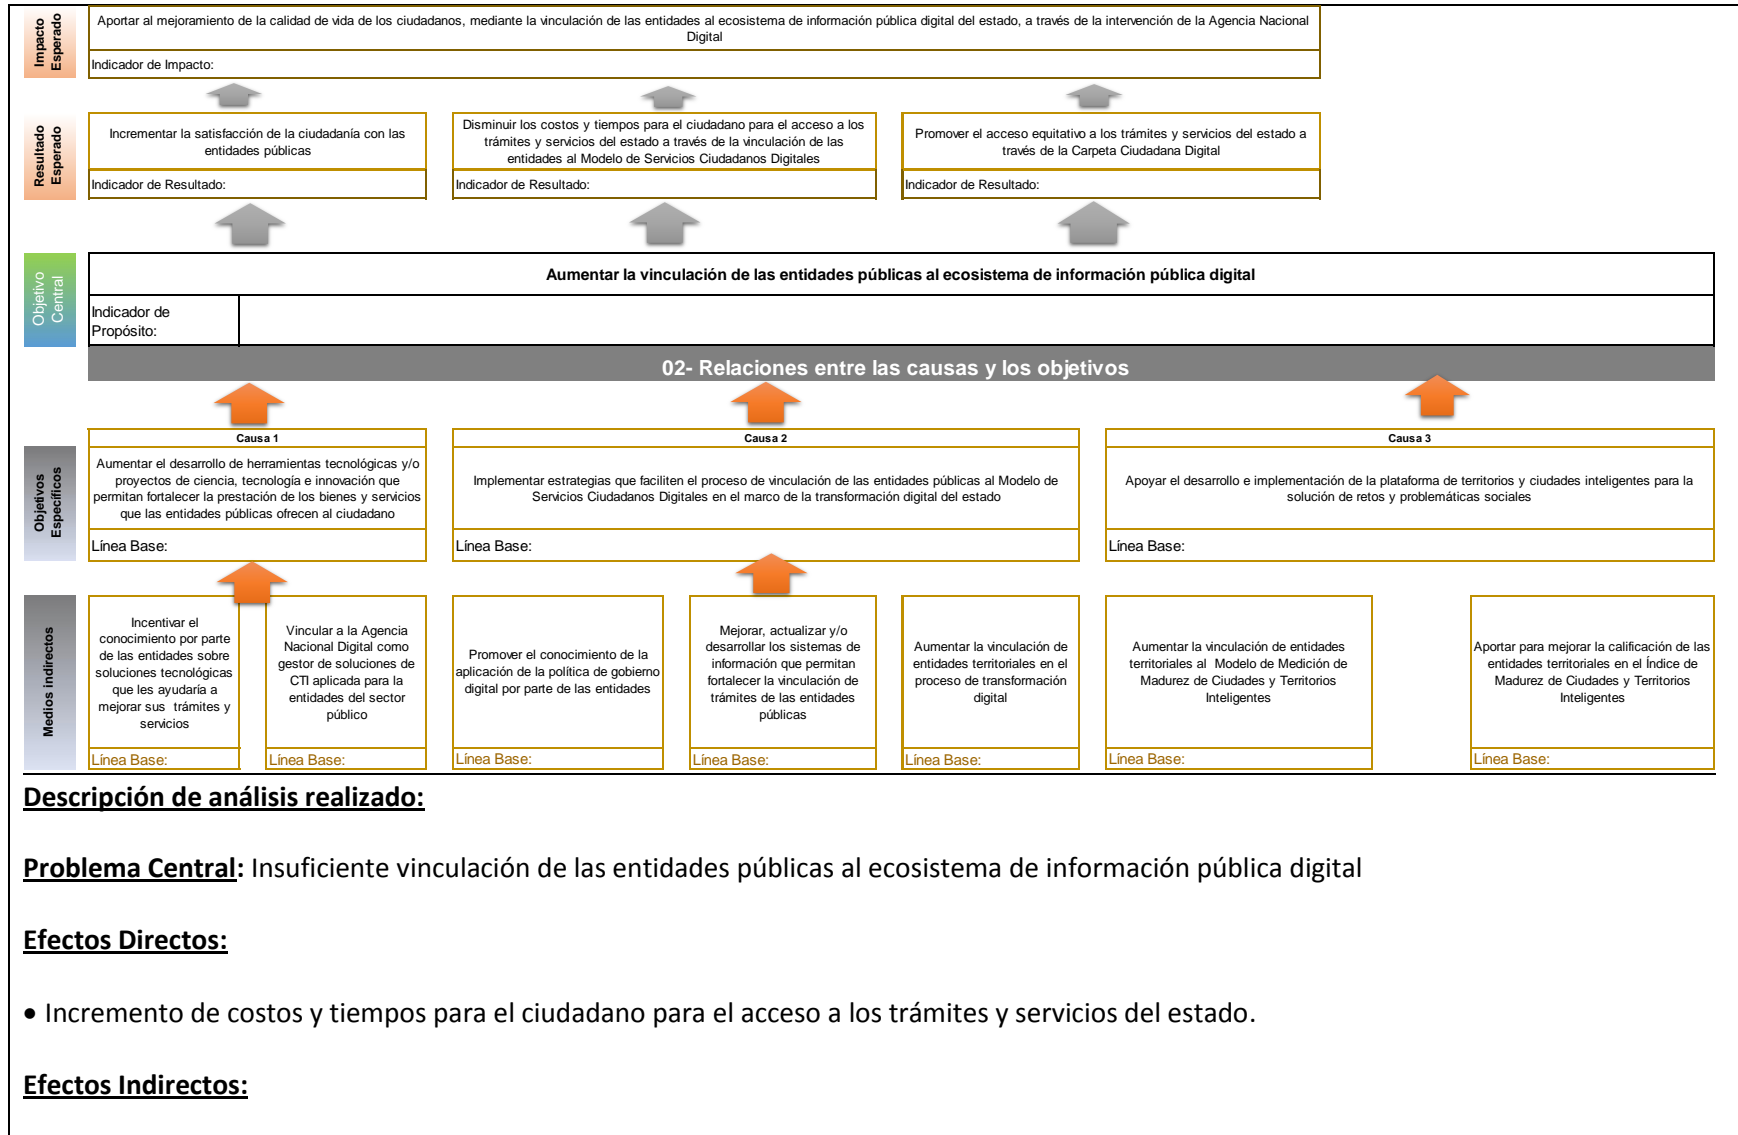 Impacto
Esperado
Aportar al mejoramiento de la calidad de vida de los ciudadanos, mediante la vinculación de las entidades al ecosistema de información pública digital del estado, a través de la intervención de la Agencia Nacional
Digital
Indicador de Impacto:
Resultado
Esperado
Incrementar la satisfacción de la ciudadanía con las
entidades públicas
Indicador de Resultado:
Disminuir los costos y tiempos para el ciudadano para el acceso a los
trámites y servicios del estado a través de la vinculación de las
entidades al Modelo de Servicios Ciudadanos Digitales
Indicador de Resultado:
Promover el acceso equitativo a los trámites y servicios del estado a
través de la Carpeta Ciudadana Digital
Indicador de Resultado:
Objetivo
Central
Aumentar la vinculación de las entidades públicas al ecosistema de información pública digital
Indicador de
Propósito:
02- Relaciones entre las causas y los objetivos
Objetivos
Específicos
Causa 1
Aumentar el desarrollo de herramientas tecnológicas y/o
proyectos de ciencia, tecnología e innovación que
permitan fortalecer la prestación de los bienes y servicios
que las entidades públicas ofrecen al ciudadano
Línea Base:
Causa 2
Implementar estrategias que faciliten el proceso de vinculación de las entidades públicas al Modelo de
Servicios Ciudadanos Digitales en el marco de la transformación digital del estado
Línea Base:
Causa 3
Apoyar el desarrollo e implementación de la plataforma de territorios y ciudades inteligentes para la
solución de retos y problemáticas sociales
Línea Base:
Medios indirectos
Incentivar el
conocimiento por parte
de las entidades sobre
soluciones tecnológicas
que les ayudaría a
mejorar sus trámites y
servicios
Línea Base:
Vincular a la Agencia
Nacional Digital como
gestor de soluciones de
CTI aplicada para la
entidades del sector
público
Línea Base:
Promover el conocimiento de la
aplicación de la política de gobierno
digital por parte de las entidades
Línea Base:
Mejorar, actualizar y/o
desarrollar los sistemas de
información que permitan
fortalecer la vinculación de
trámites de las entidades
públicas
Línea Base:
Aumentar la vinculación de
entidades territoriales en el
proceso de transformación
digital
Línea Base:
Aumentar la vinculación de entidades
territoriales al Modelo de Medición de
Madurez de Ciudades y Territorios
Inteligentes
Línea Base:
Aportar para mejorar la calificación de las
entidades territoriales en el Índice de
Madurez de Ciudades y Territorios
Inteligentes
Línea Base:
Descripción de análisis realizado:
Problema Central: Insuficiente vinculación de las entidades públicas al ecosistema de información pública digital
Efectos Directos:
• Incremento de costos y tiempos para el ciudadano para el acceso a los trámites y servicios del estado.
Efectos Indirectos: